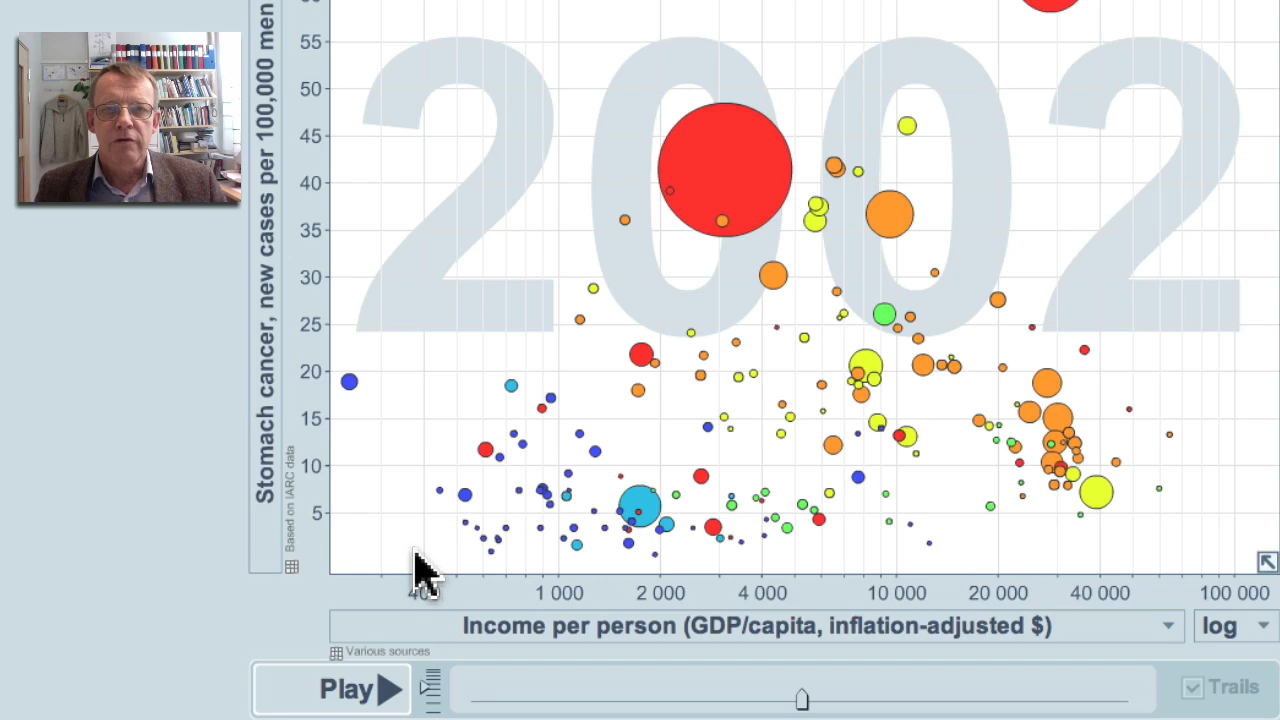 Stomach cancer, new cases per 100,000 men
Based on IARC data
2002
55
50
45
40
35
30
25
20
15
10
5
1 000
2 000
4 000
10 000
20 000
40 000
100 000
Income per person (GDP/capita, inflation-adjusted $)
log
Various sources
Play
Trails